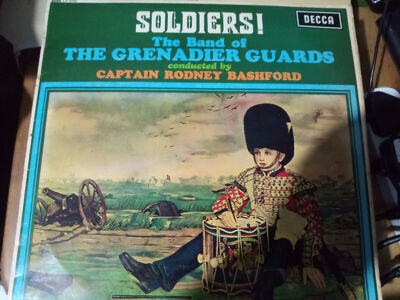 SOLDIERS!
DECCA
The Band of
THE GRENADIER GUARDS
conducted by
CAPTAIN RODNEY BASHFORD